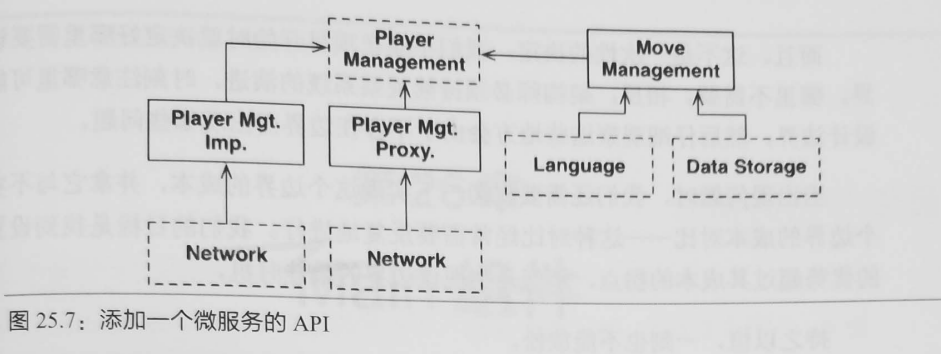 Player
Management
Move
Management
Player Mgt.
Imp.
Player Mgt.
Proxy.
Language
Data Storage
Network
Network
图 25.7：添加一个微服务的 API